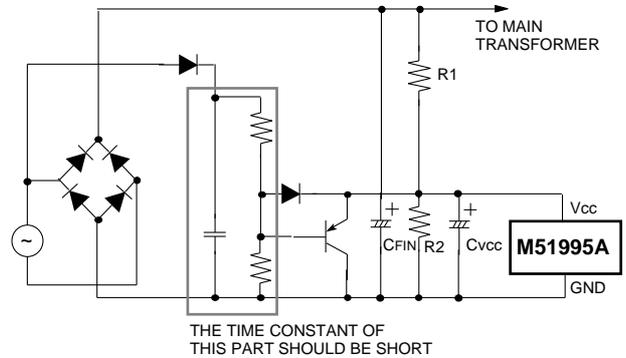 TO MAIN
TRANSFORMER
R1
+
+
CFIN
R2
CVCC
Vcc
M51995A
GND
~
THE TIME CONSTANT OF
THIS PART SHOULD BE SHORT